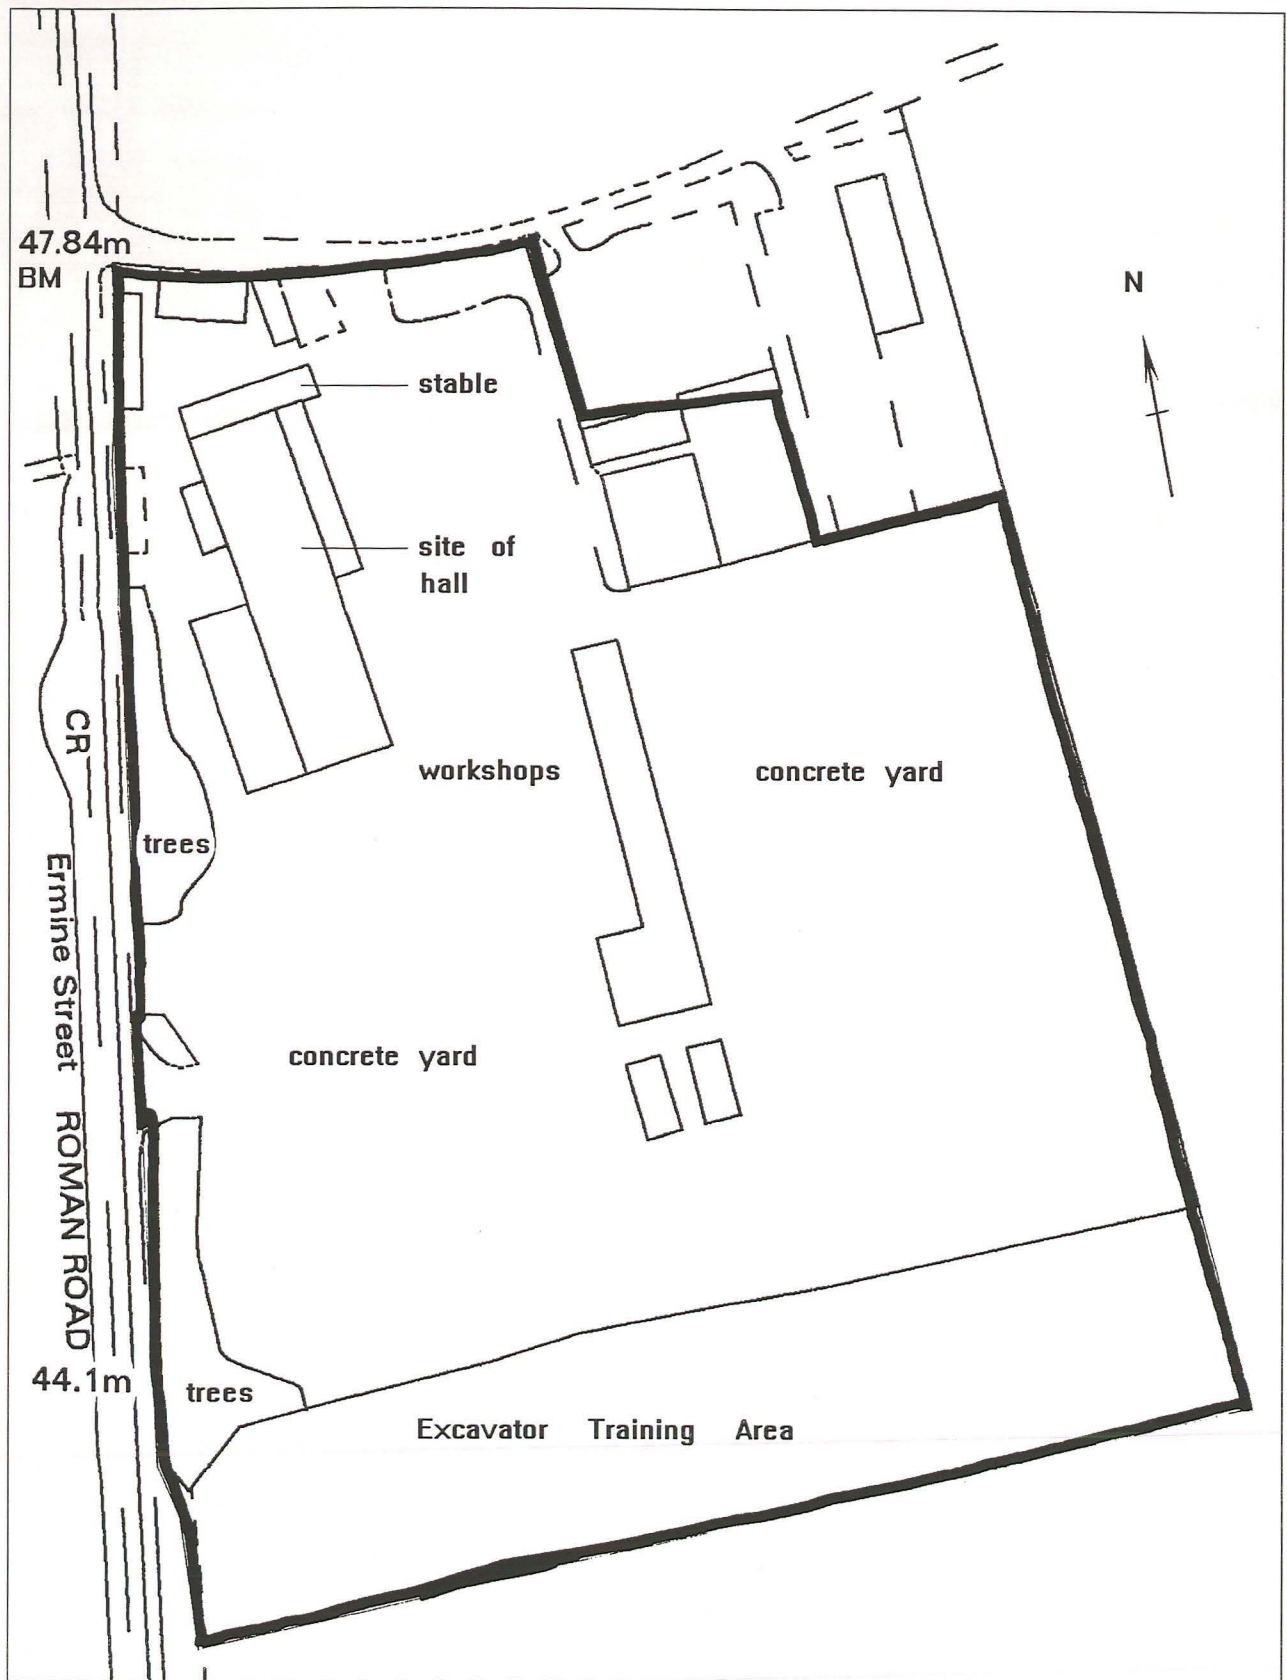 47.84m
BM
N
stable
site of
hall
CR
workshops
concrete yard
trees
Ermine Street ROMAN ROAD
concrete yard
44.1m
trees
Excavator Training Area